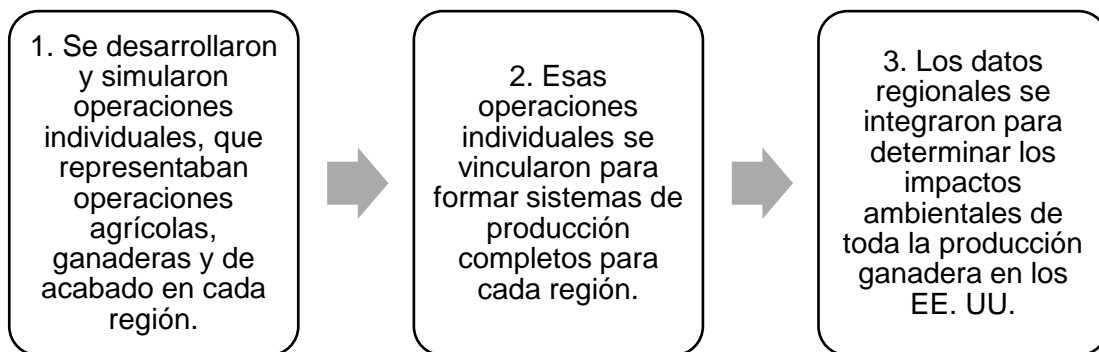 1. Se desarrollaron
y simularon
operaciones
individuales, que
representaban
operaciones
agrícolas,
ganaderas y de
acabado en cada
región.
2. Esas
operaciones
individuales se
vincularon para
formar sistemas de
producción
completos para
cada región.
3. Los datos
regionales se
integraron para
determinar los
impactos
ambientales de
toda la producción
ganadera en los
EE. UU.